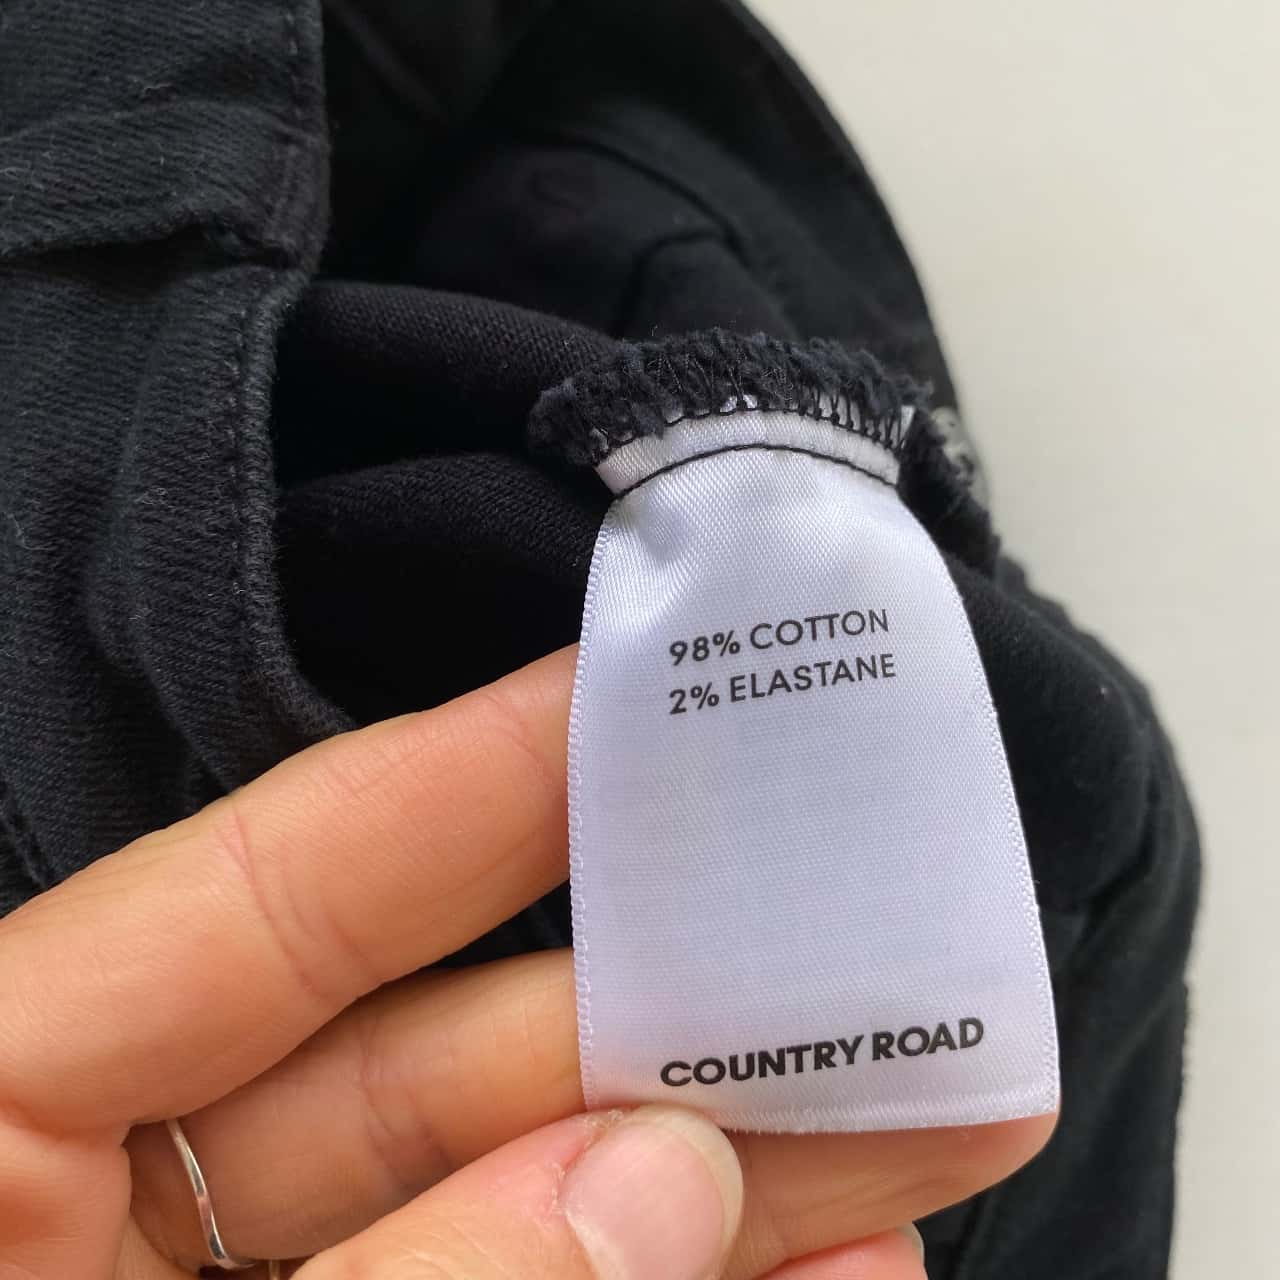 98% COTTON
2% ELASTANE
COUNTRY ROAD